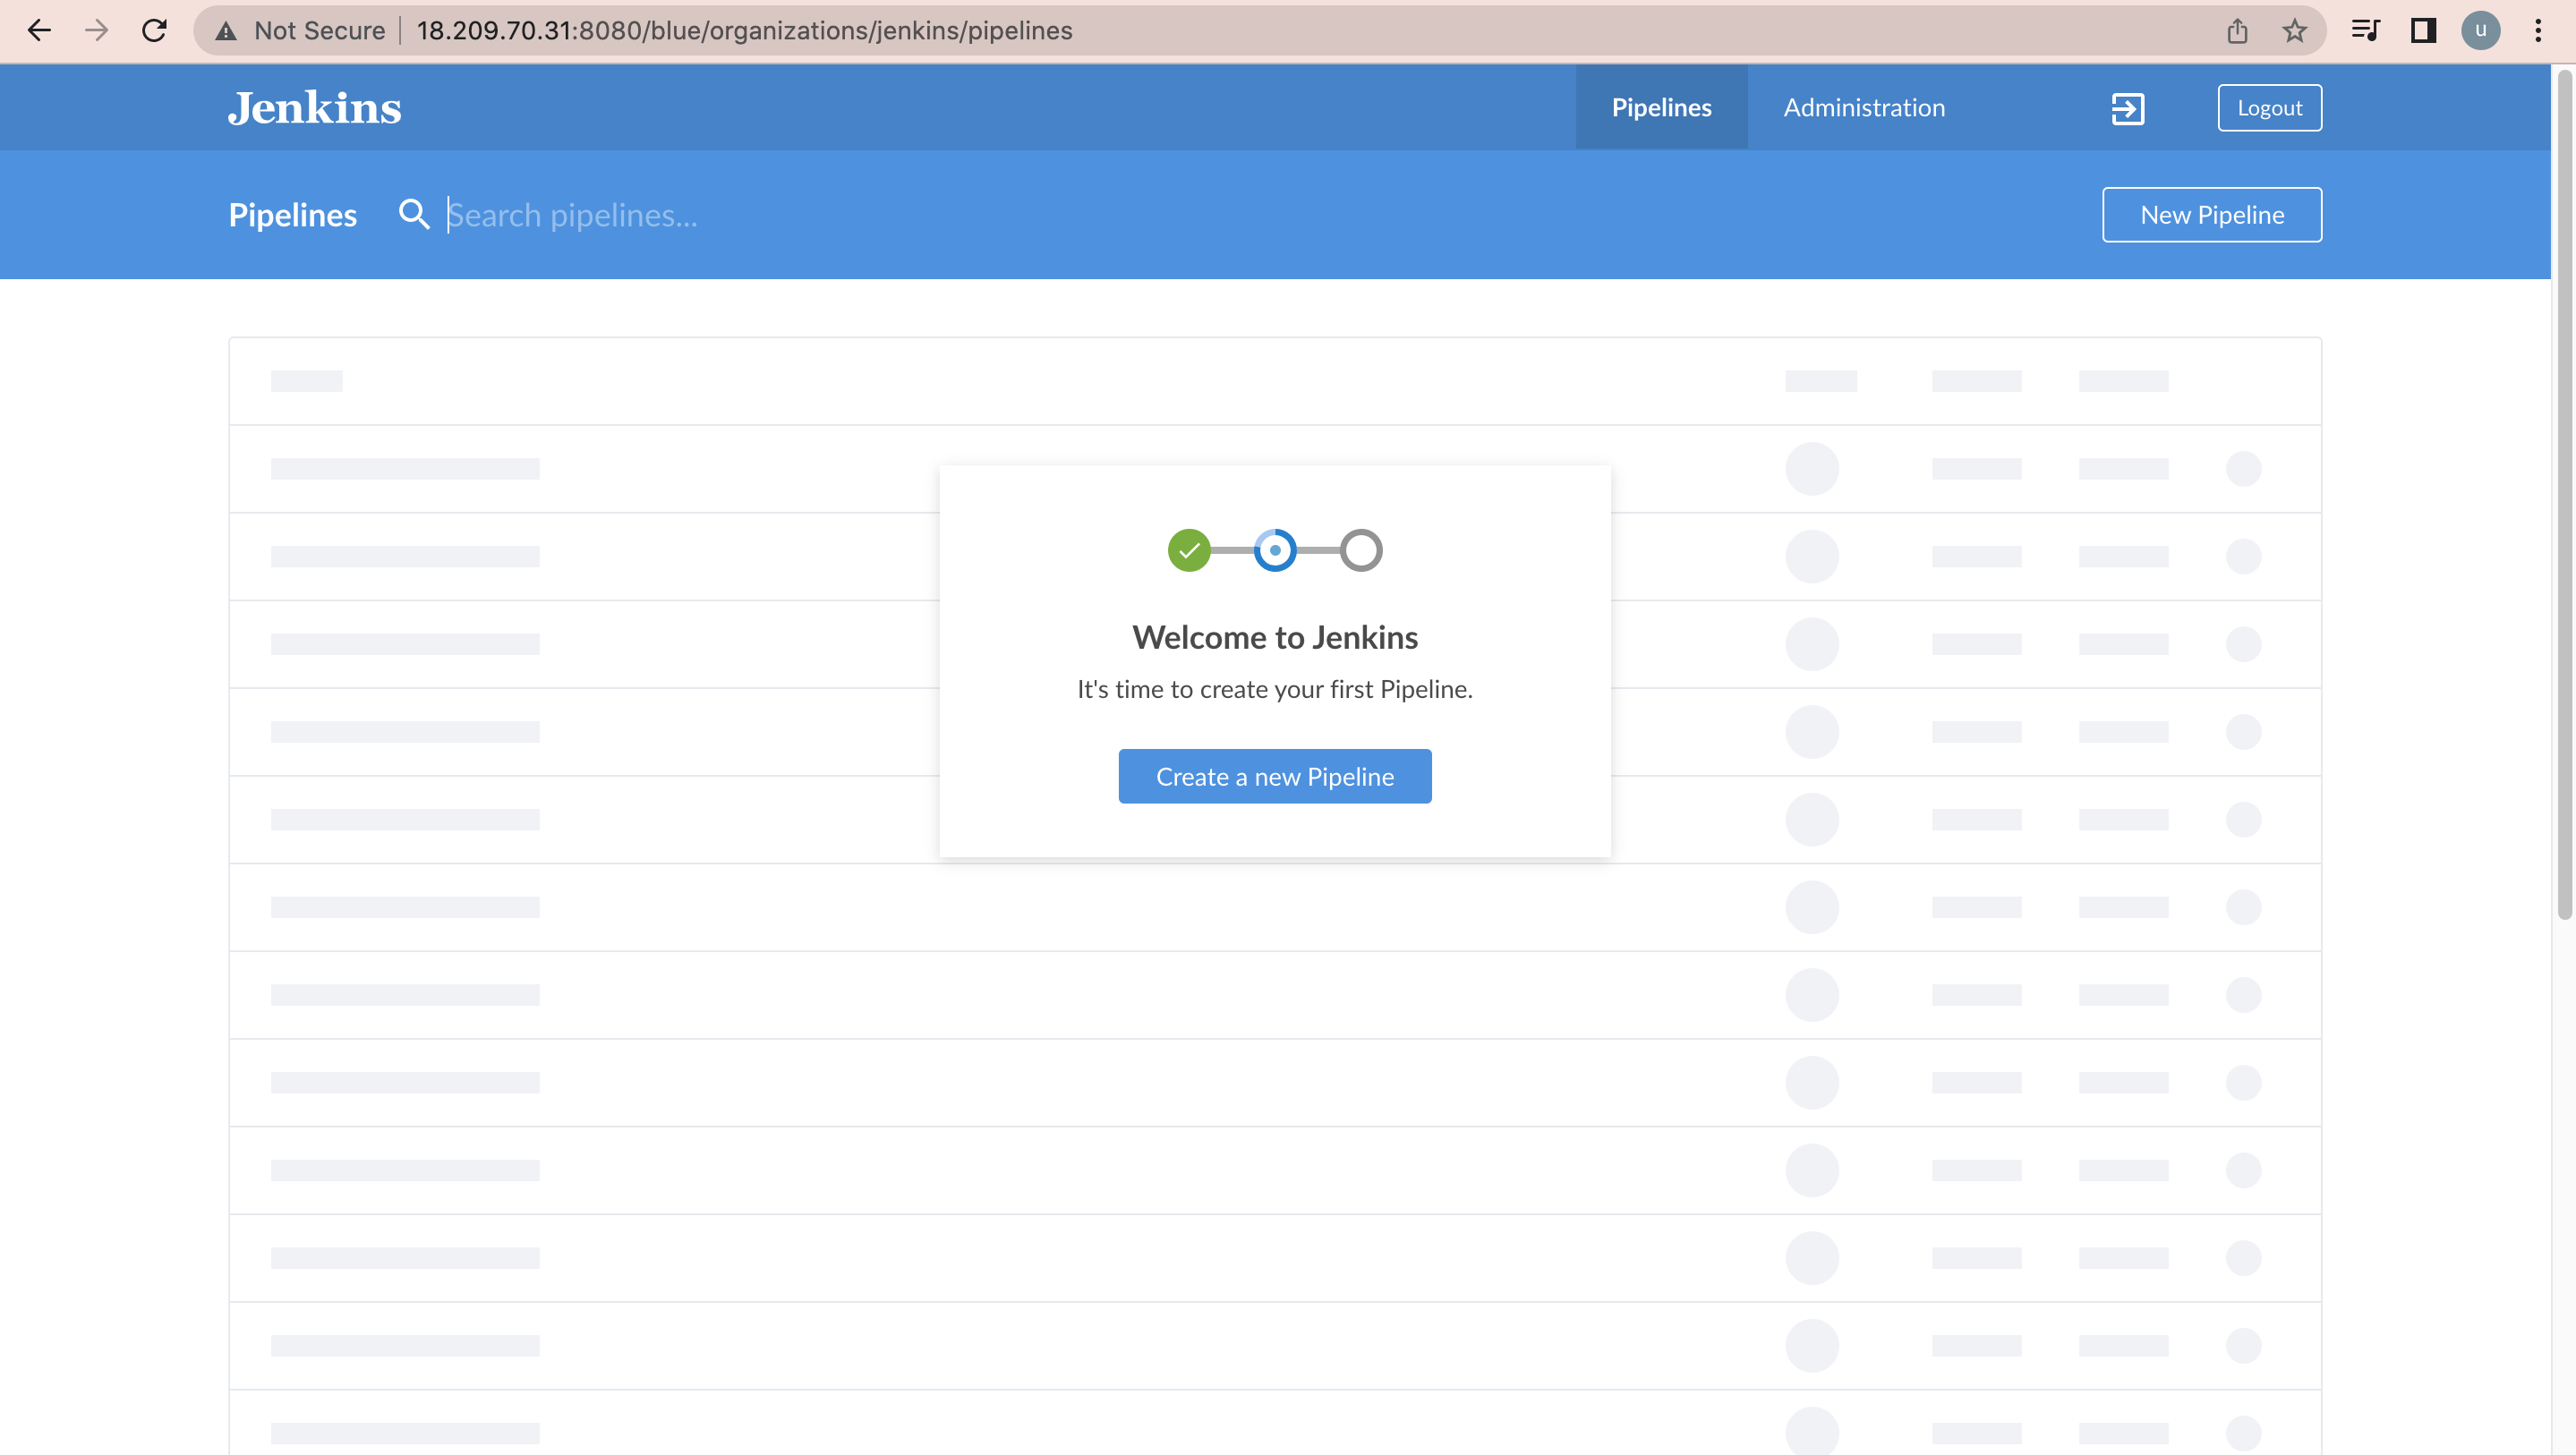 Not Secure 18.209.70.31:8080/blue/organizations/jenkins/pipelines u
Jenkins Pipelines Administration Logout
Pipelines Search pipelines... New Pipeline
Welcome to Jenkins
It's time to create your first Pipeline.
Create a new Pipeline